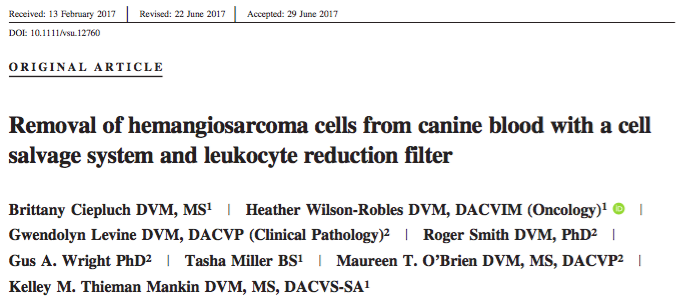 Received: 13 February 2017 | Revised: 22 June 2017 | Accepted: 29 June 2017
DOI: 10.1111/vsu.12760
ORIGINAL ARTICLE
Removal of hemangiosarcoma cells from canine blood with a cell
salvage system and leukocyte reduction filter
Brittany Ciepluch DVM, MS¹ | Heather Wilson-Robles DVM, DACVIM (Oncology)¹ iD |
Gwendolyn Levine DVM, DACVP (Clinical Pathology)² | Roger Smith DVM, PhD² |
Gus A. Wright PhD² | Tasha Miller BS¹ | Maureen T. O’Brien DVM, MS, DACVP² |
Kelley M. Thieman Mankin DVM, MS, DACVS-SA¹